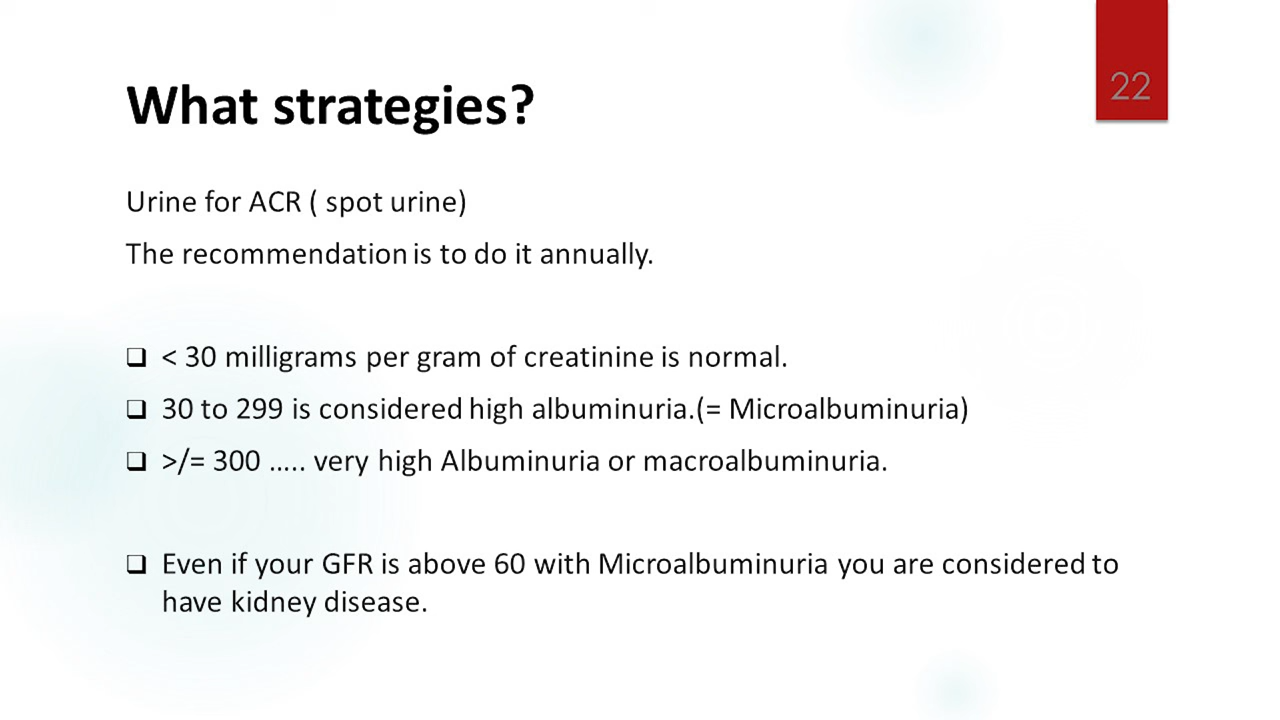 22
What strategies?
Urine for ACR ( spot urine)
The recommendation is to do it annually.
❑ < 30 milligrams per gram of creatinine is normal.
❑ 30 to 299 is considered high albuminuria.(= Microalbuminuria)
❑ >/= 300 ….. very high Albuminuria or macroalbuminuria.
❑ Even if your GFR is above 60 with Microalbuminuria you are considered to
have kidney disease.